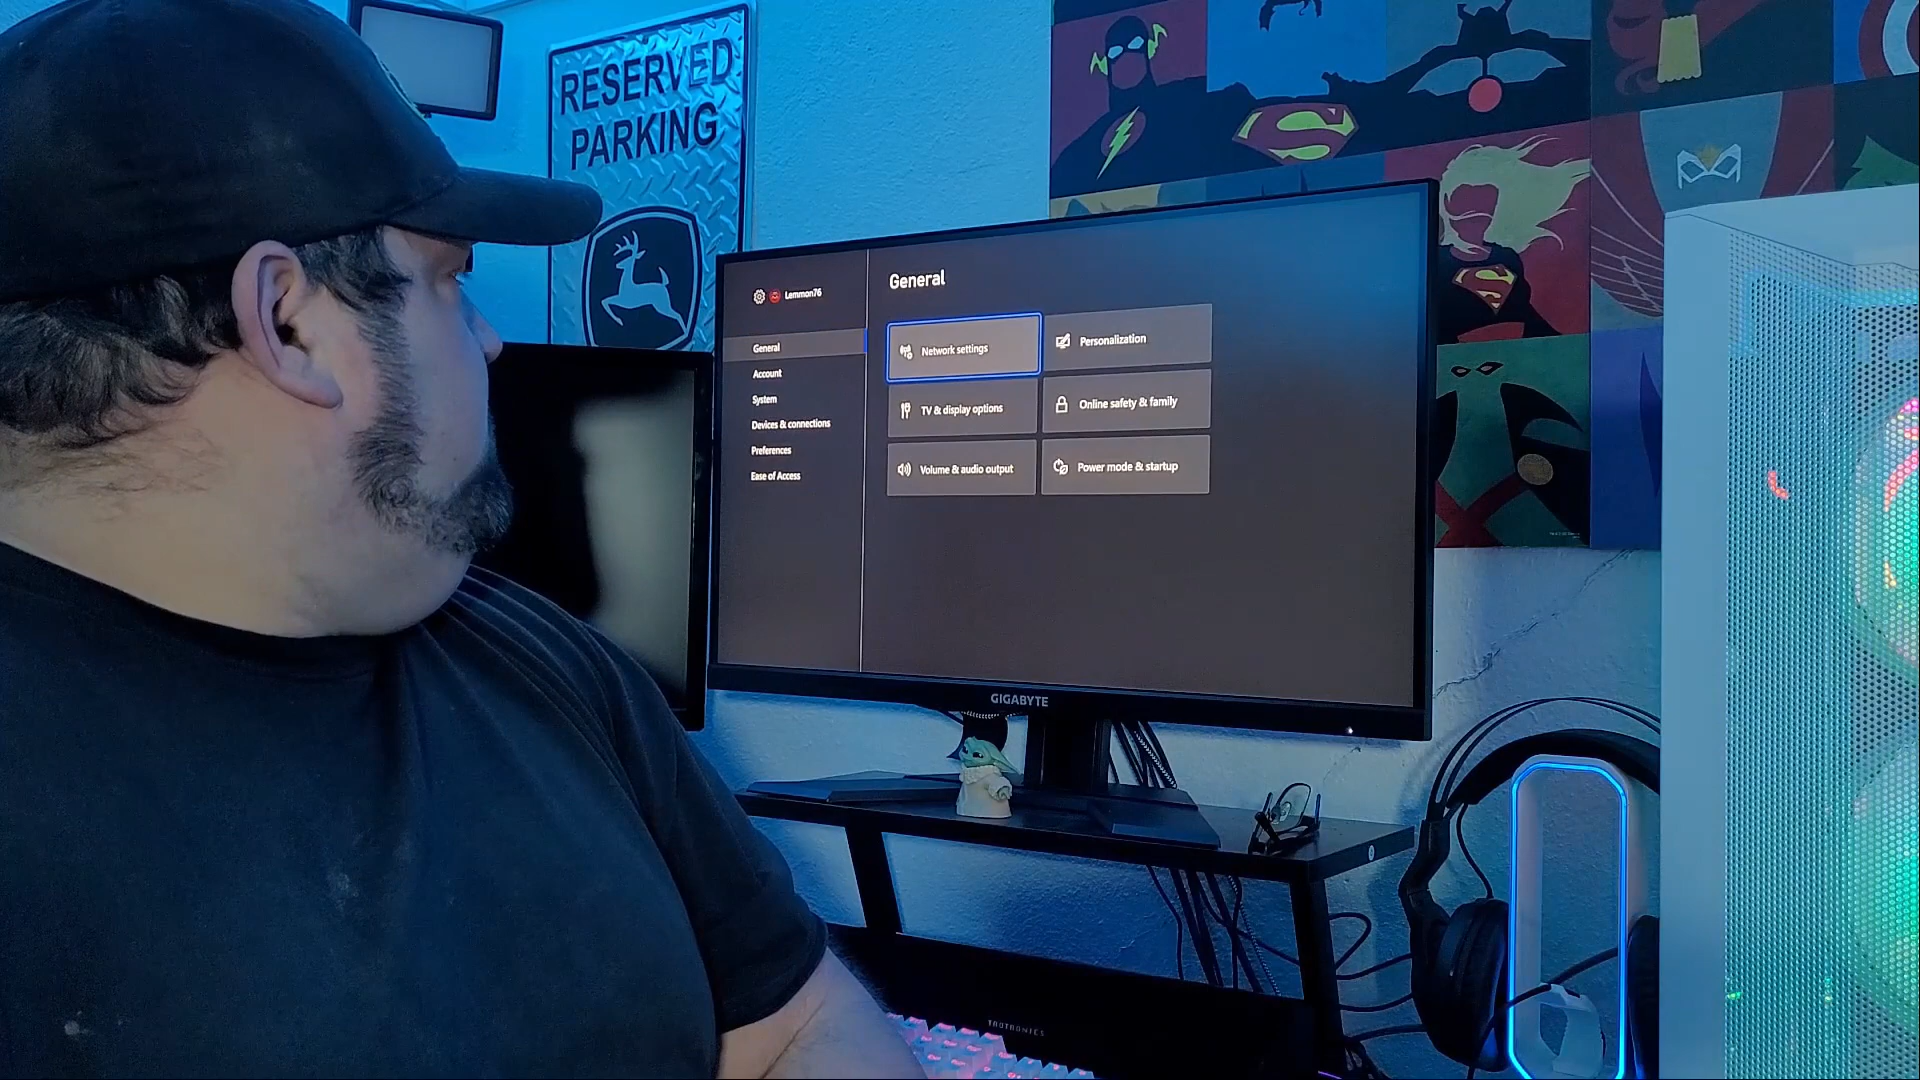 RESERVED
PARKING
Lemmon76
General
Account
System
Devices & connections
Preferences
Ease of Access
General
Network settings
Personalization
TV & display options
Online safety & family
Volume & audio output
Power mode & startup
GIGABYTE
TAOTRONICS